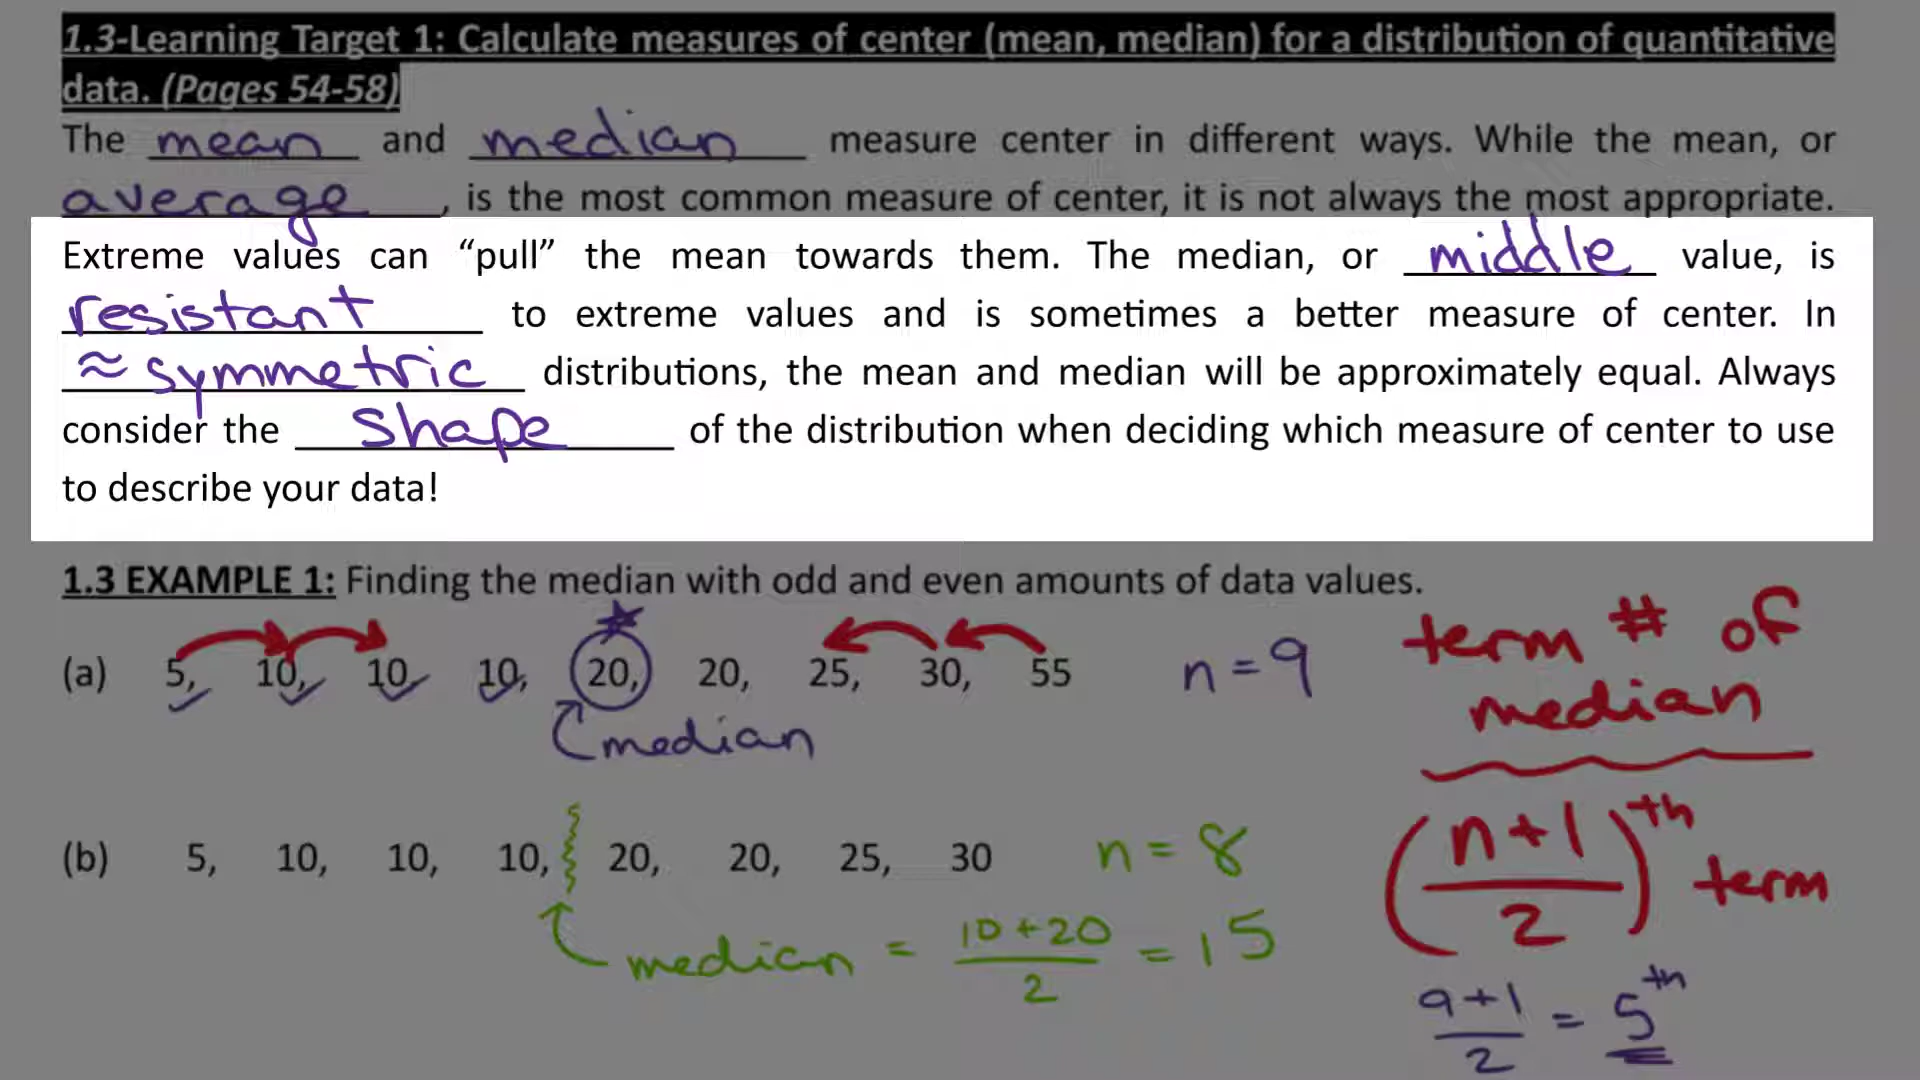 1.3-Learning Target 1: Calculate measures of center (mean, median) for a distribution of quantitative
data. (Pages 54-58)
The mean and median measure center in different ways. While the mean, or
average, is the most common measure of center, it is not always the most appropriate.
Extreme values can “pull” the mean towards them. The median, or middle value, is
resistant to extreme values and is sometimes a better measure of center. In
≈ symmetric distributions, the mean and median will be approximately equal. Always
consider the shape of the distribution when deciding which measure of center to use
to describe your data!
1.3 EXAMPLE 1: Finding the median with odd and even amounts of data values.
(a) 5, 10, 10, 10, 20, 20, 25, 30, 55 n = 9
median
(b) 5, 10, 10, 10, 20, 20, 25, 30 n = 8
median = 10 + 20 / 2 = 15
term # of
median
(n+1 / 2)th term
9+1 / 2 = 5th